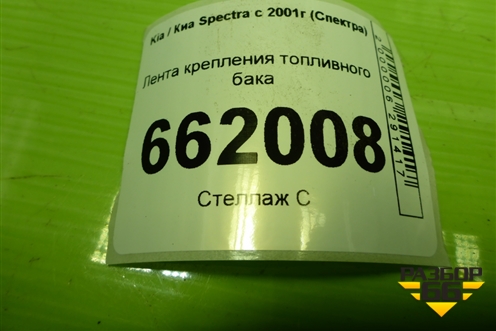 Kia / Киа Spectra с 2001г (Спектра)
Лента крепления топливного
бака
662008
Стеллаж С
2000006291417
РАЗБОР
66